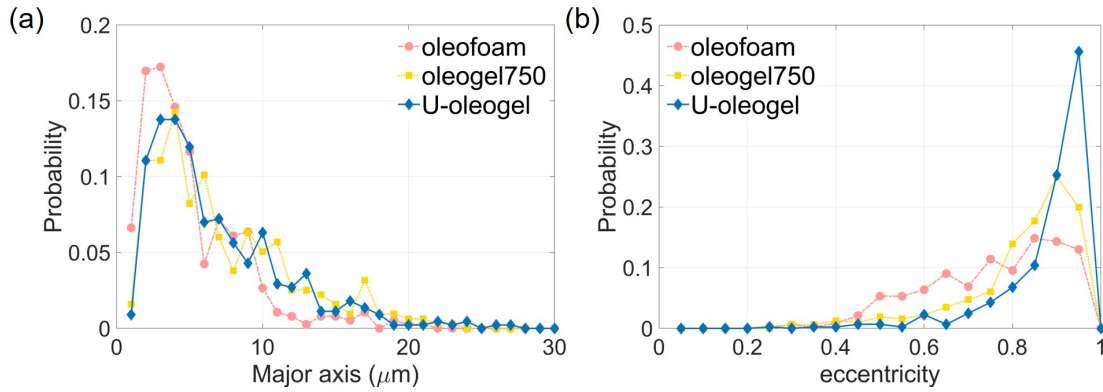 (a)
0.2
0.15
0.1
0.05
0
Probability
oleofoam
oleogel750
U-oleogel
0
10
20
30
Major axis (μm)
(b)
0.5
0.4
0.3
0.2
0.1
0
Probability
oleofoam
oleogel750
U-oleogel
0
0.2
0.4
0.6
0.8
1
eccentricity